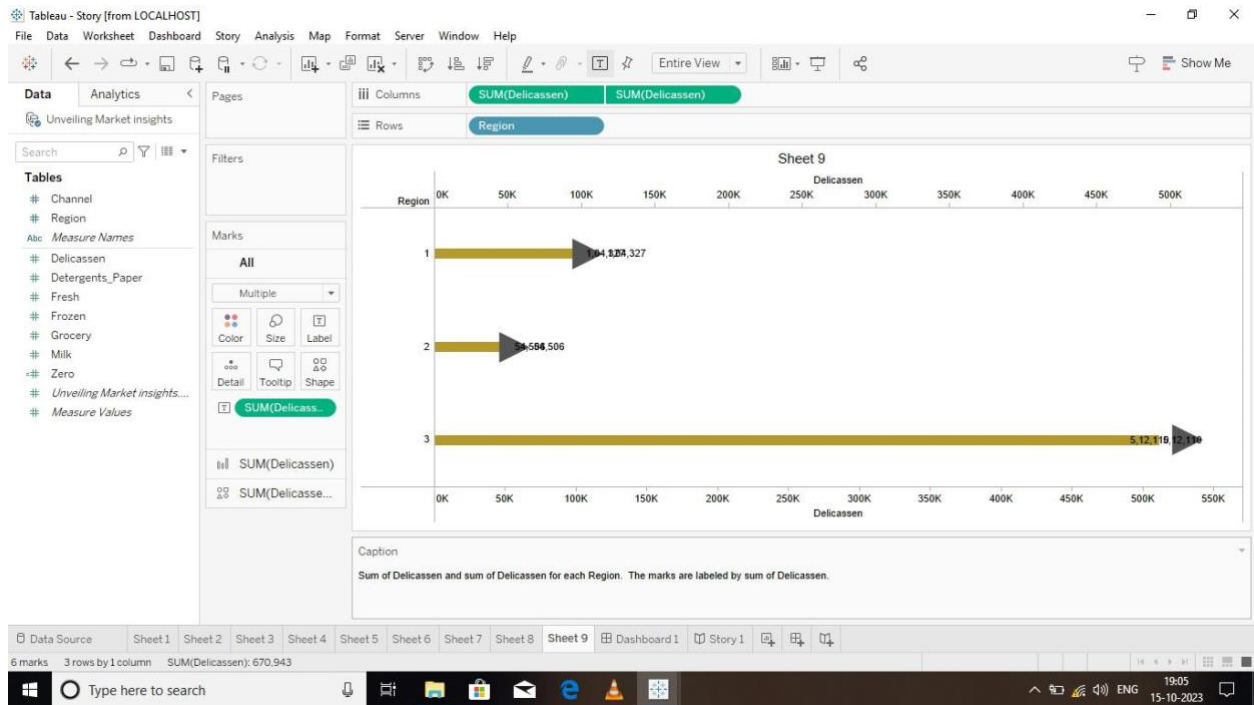 Tableau - Story [from LOCALHOST]
File Data Worksheet Dashboard Story Analysis Map Format Server Window Help
Entire View
Show Me
Data Analytics
Unveiling Market insights
Search
Tables
# Channel
# Region
Abc Measure Names
# Delicassen
# Detergents_Paper
# Fresh
# Frozen
# Grocery
# Milk
=# Zero
# Unveiling Market insights....
# Measure Values
Pages
Filters
Marks
All
Multiple
Color Size Label
Detail Tooltip Shape
SUM(Delicass..
SUM(Delicassen)
SUM(Delicasse...
Columns SUM(Delicassen) SUM(Delicassen)
Rows Region
Sheet 9
Delicassen
Region 0K 50K 100K 150K 200K 250K 300K 350K 400K 450K 500K
1
2
3
0K 50K 100K 150K 200K 250K 300K 350K 400K 450K 500K 550K
Delicassen
Caption
Sum of Delicassen and sum of Delicassen for each Region. The marks are labeled by sum of Delicassen.
Data Source Sheet 1 Sheet 2 Sheet 3 Sheet 4 Sheet 5 Sheet 6 Sheet 7 Sheet 8 Sheet 9 Dashboard 1 Story 1
6 marks 3 rows by 1 column SUM(Delicassen): 670,943
Type here to search
ENG
19:05
15-10-2023